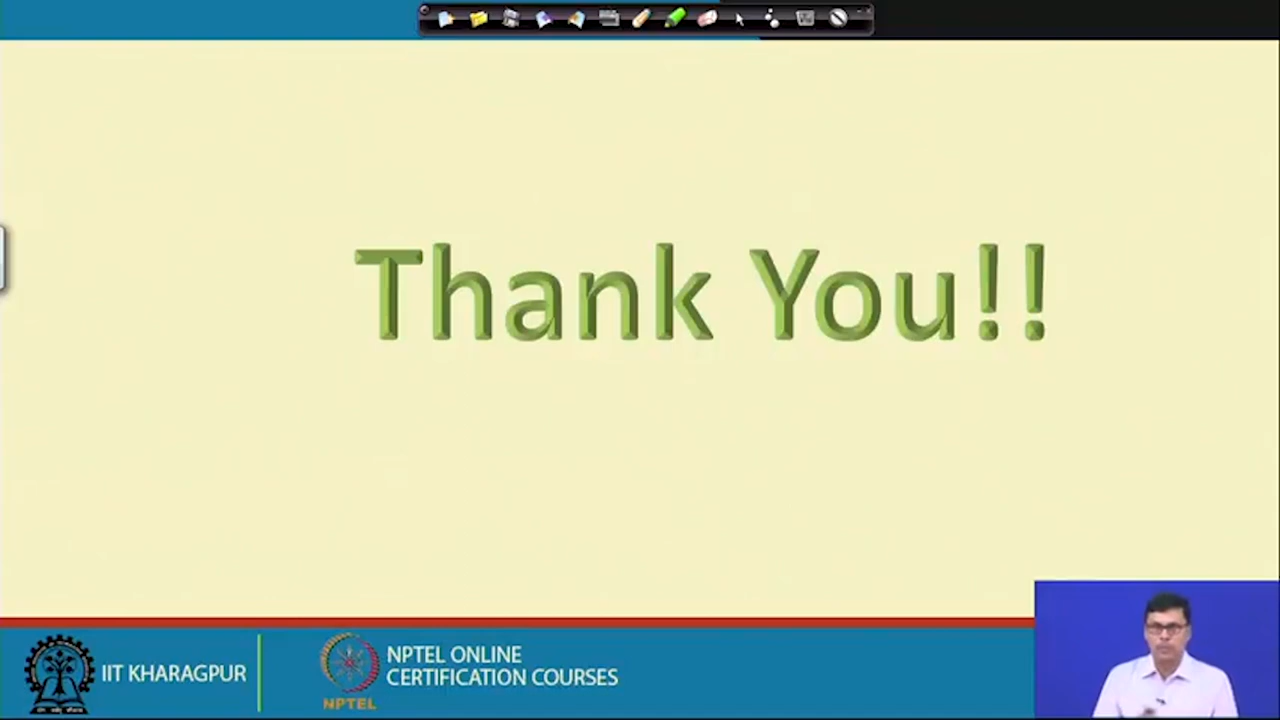 Thank You!!
IIT KHARAGPUR
NPTEL
NPTEL ONLINE
CERTIFICATION COURSES